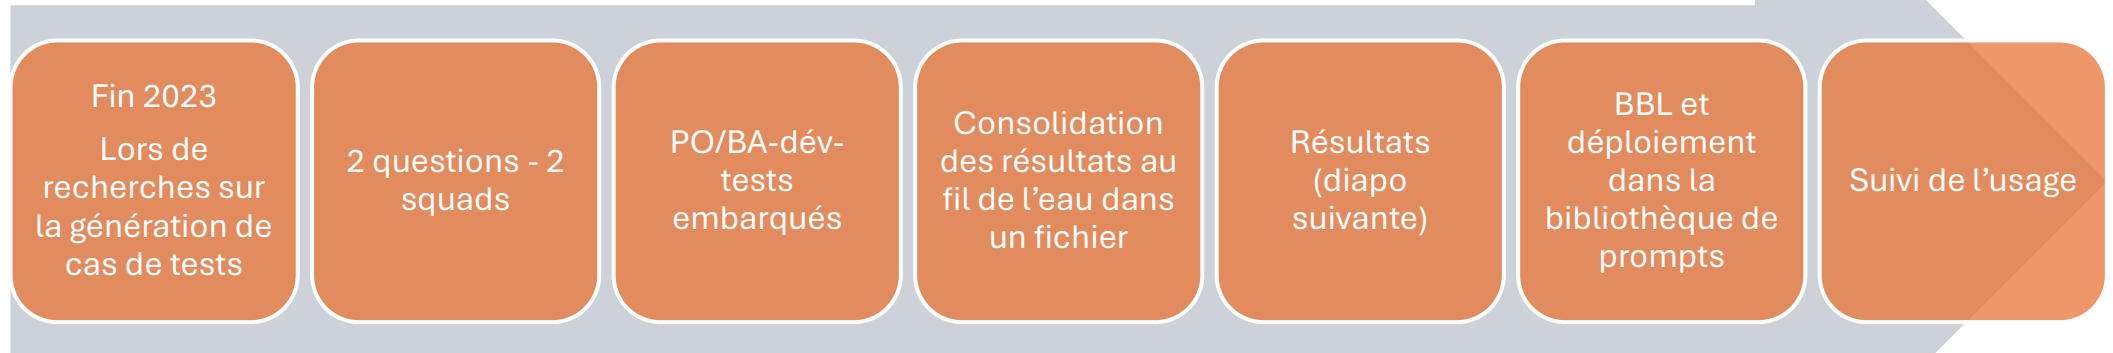 Fin 2023
Lors de
recherches sur
la génération de
cas de tests
2 questions - 2
squads
PO/BA-dév-
tests
embarqués
Consolidation
des résultats au
fil de l’eau dans
un fichier
Résultats
(diapo
suivante)
BBL et
déploiement
dans la
bibliothèque de
prompts
Suivi de l’usage